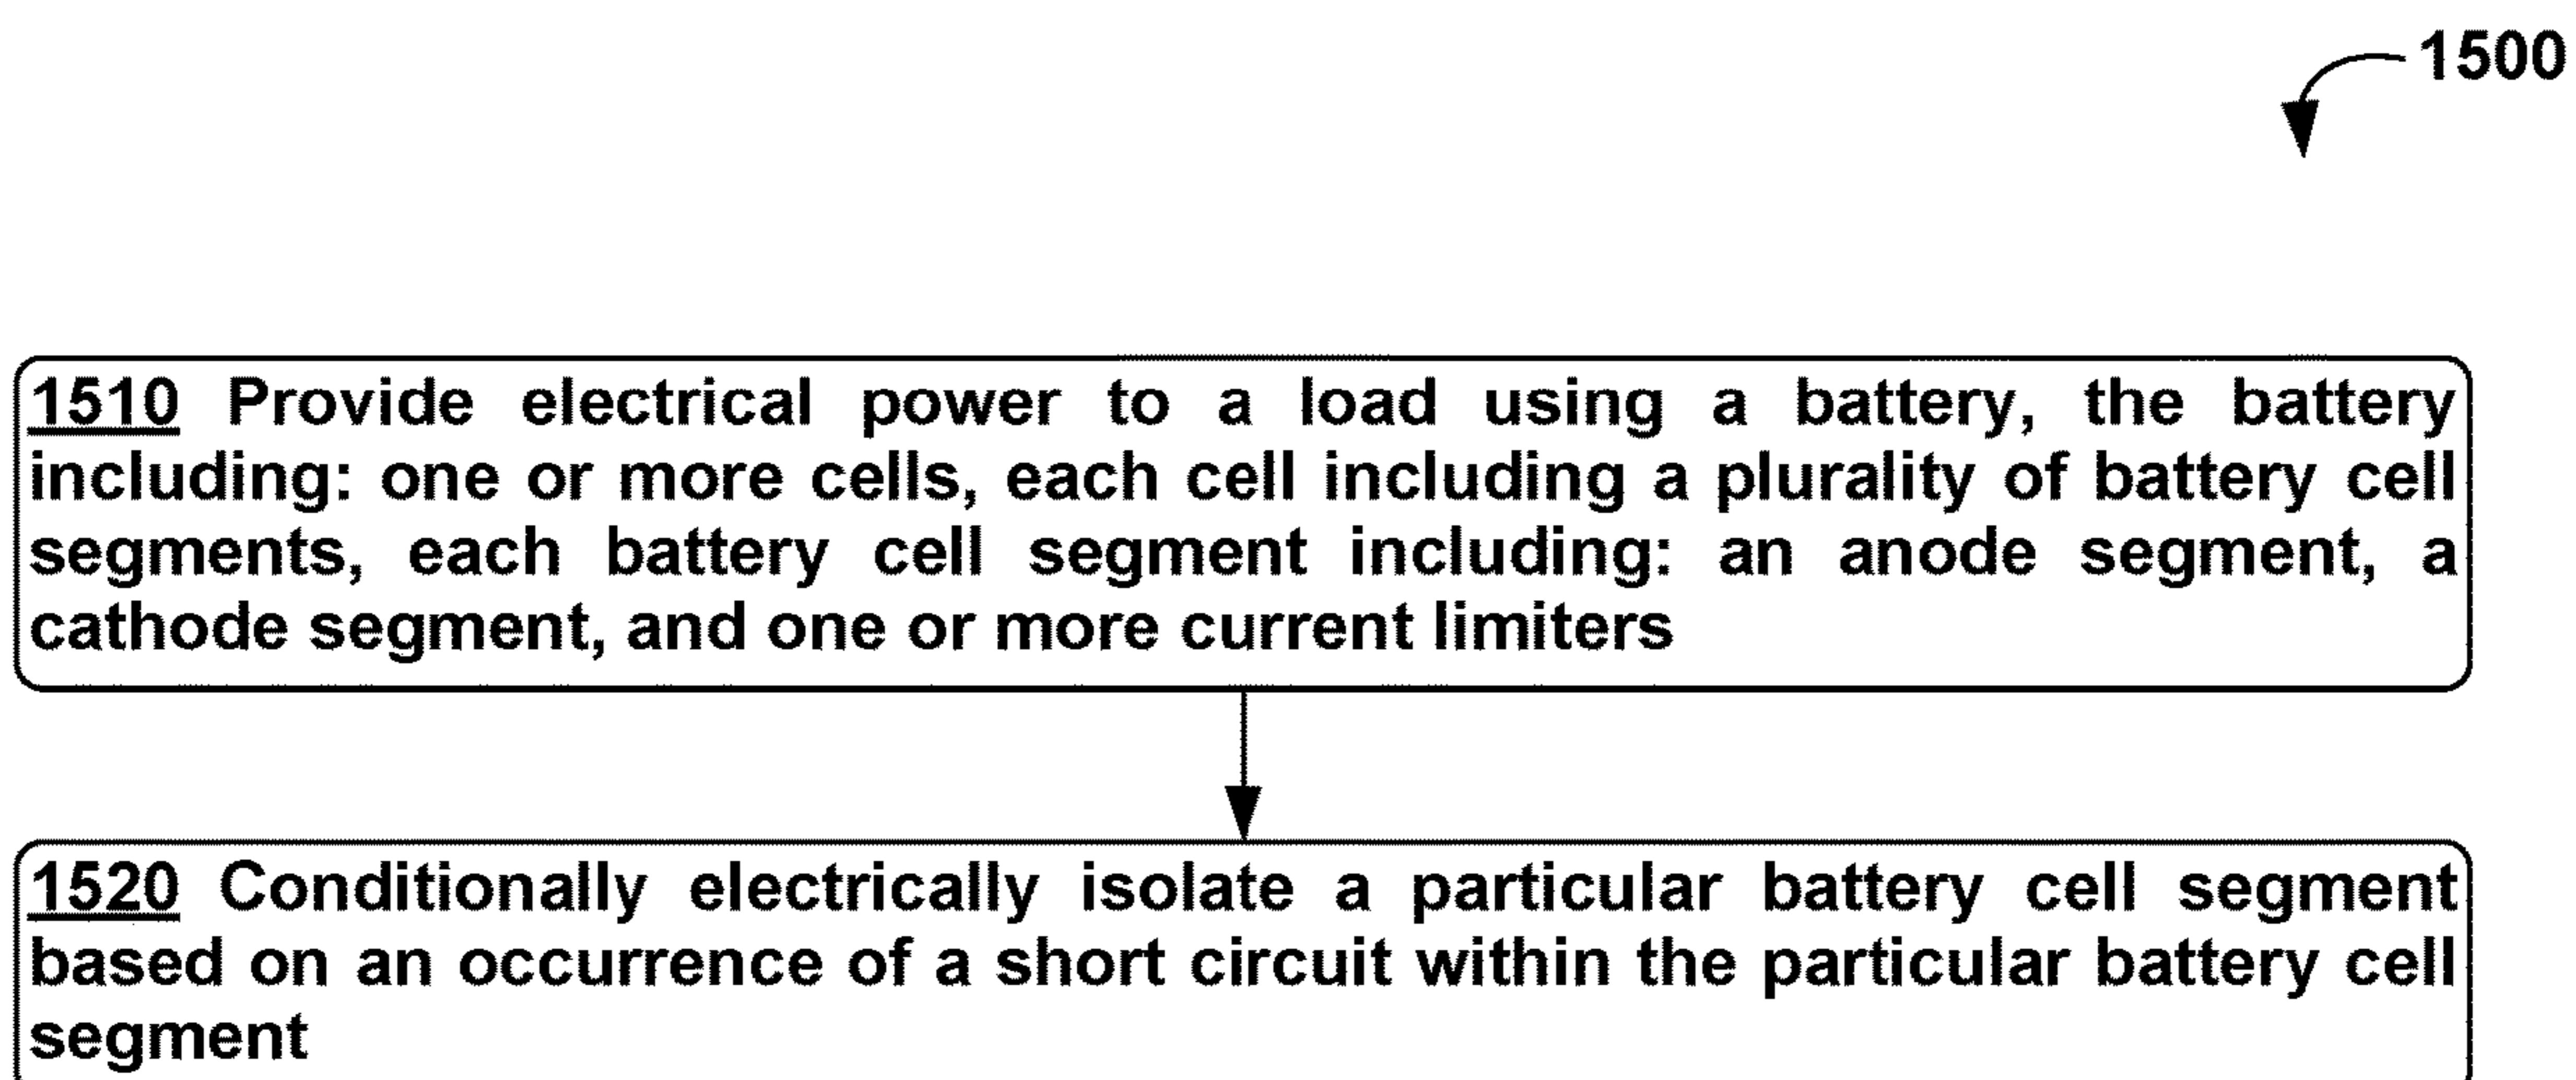 1500
1510 Provide electrical power to a load using a battery, the battery
including: one or more cells, each cell including a plurality of battery cell
segments, each battery cell segment including: an anode segment, a
cathode segment, and one or more current limiters
1520 Conditionally electrically isolate a particular battery cell segment
based on an occurrence of a short circuit within the particular battery cell
segment